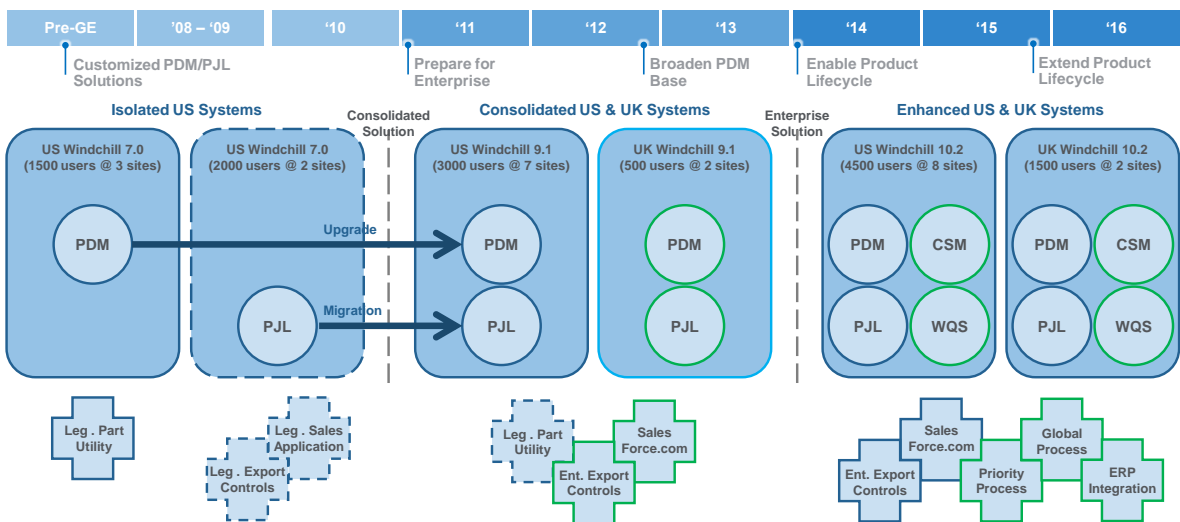 Pre-GE
'08 – '09
'10
'11
'12
'13
'14
'15
'16
Customized PDM/PJL
Solutions
Prepare for
Enterprise
Broaden PDM
Base
Enable Product
Lifecycle
Extend Product
Lifecycle
Isolated US Systems
Consolidated
Solution
Consolidated US & UK Systems
Enterprise
Solution
Enhanced US & UK Systems
US Windchill 7.0
(1500 users @ 3 sites)
US Windchill 7.0
(2000 users @ 2 sites)
US Windchill 9.1
(3000 users @ 7 sites)
UK Windchill 9.1
(500 users @ 2 sites)
US Windchill 10.2
(4500 users @ 8 sites)
UK Windchill 10.2
(1500 users @ 2 sites)
PDM
Upgrade
PDM
PDM
PDM
CSM
PDM
CSM
PJL
Migration
PJL
PJL
PJL
WQS
PJL
WQS
Leg . Part
Utility
Leg . Sales
Application
Leg . Export
Controls
Leg . Part
Utility
Sales
Force.com
Ent. Export
Controls
Sales
Force.com
Global
Process
Ent. Export
Controls
Priority
Process
ERP
Integration